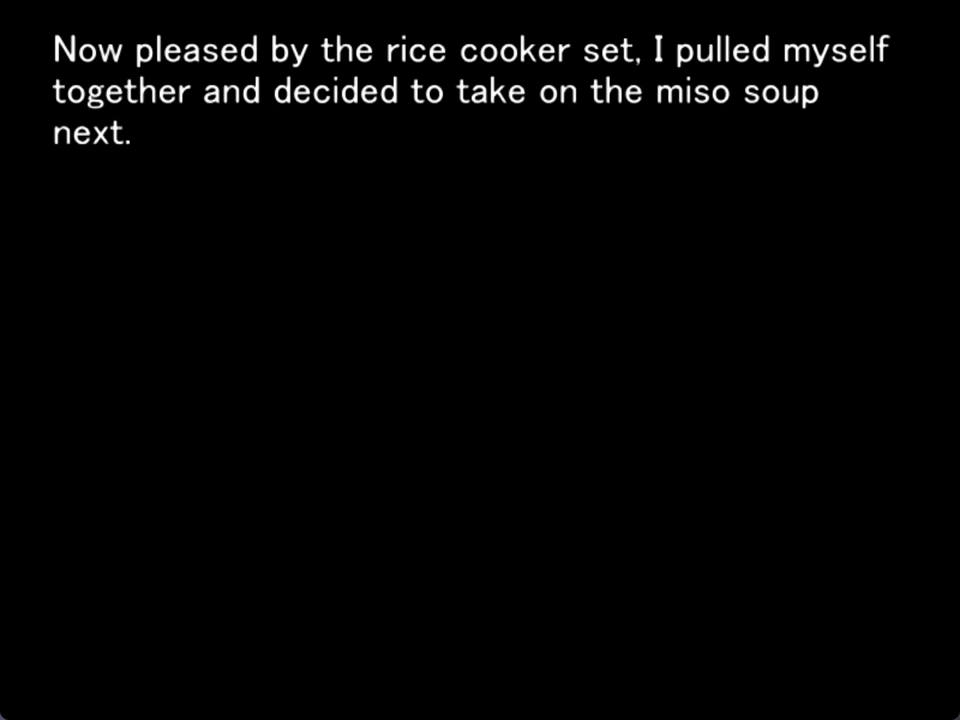 Now pleased by the rice cooker set, I pulled myself
together and decided to take on the miso soup
next.